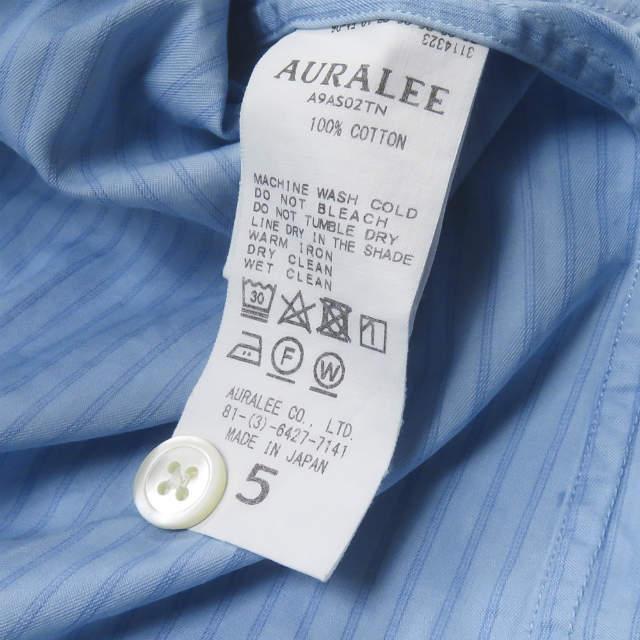 AURALEE
A9AS02TN
100% COTTON
MACHINE WASH COLD
DO NOT BLEACH
DO NOT TUMBLE DRY
LINE DRY IN THE SHADE
WARM IRON
DRY CLEAN
WET CLEAN
30
F
W
AURALEE CO., LTD.
81-(3)-6427-7141
MADE IN JAPAN
5